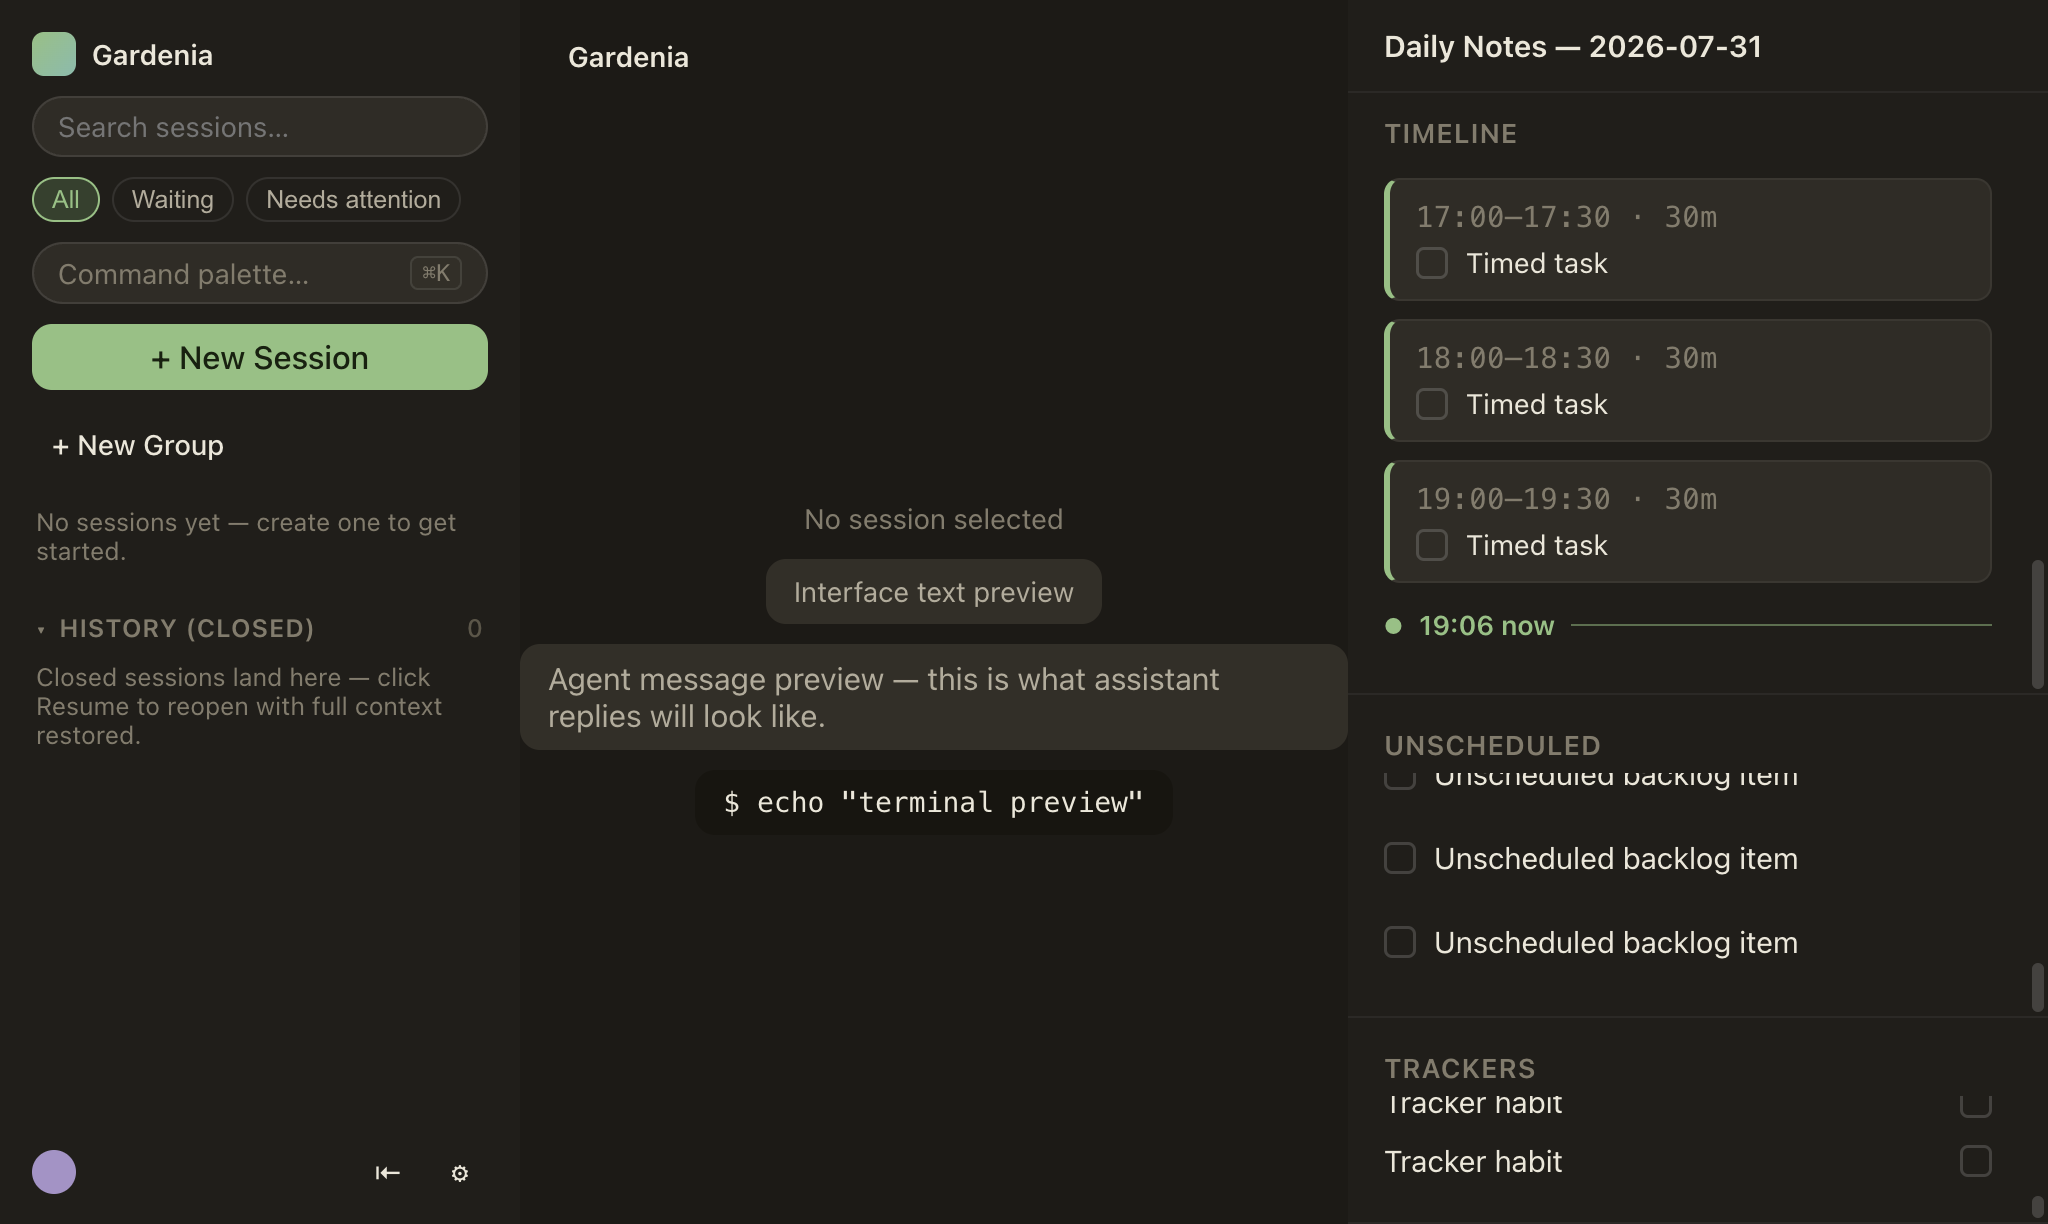 Gardenia
Search sessions...
All
Waiting
Needs attention
Command palette...
⌘K
+ New Session
+ New Group
No sessions yet — create one to get
started.
▾ HISTORY (CLOSED)
0
Closed sessions land here — click
Resume to reopen with full context
restored.
Gardenia
No session selected
Interface text preview
Agent message preview — this is what assistant
replies will look like.
$ echo "terminal preview"
Daily Notes — 2026-07-31
TIMELINE
17:00–17:30 · 30m
Timed task
18:00–18:30 · 30m
Timed task
19:00–19:30 · 30m
Timed task
19:06 now
UNSCHEDULED
Unscheduled backlog item
Unscheduled backlog item
Unscheduled backlog item
TRACKERS
Tracker habit
Tracker habit